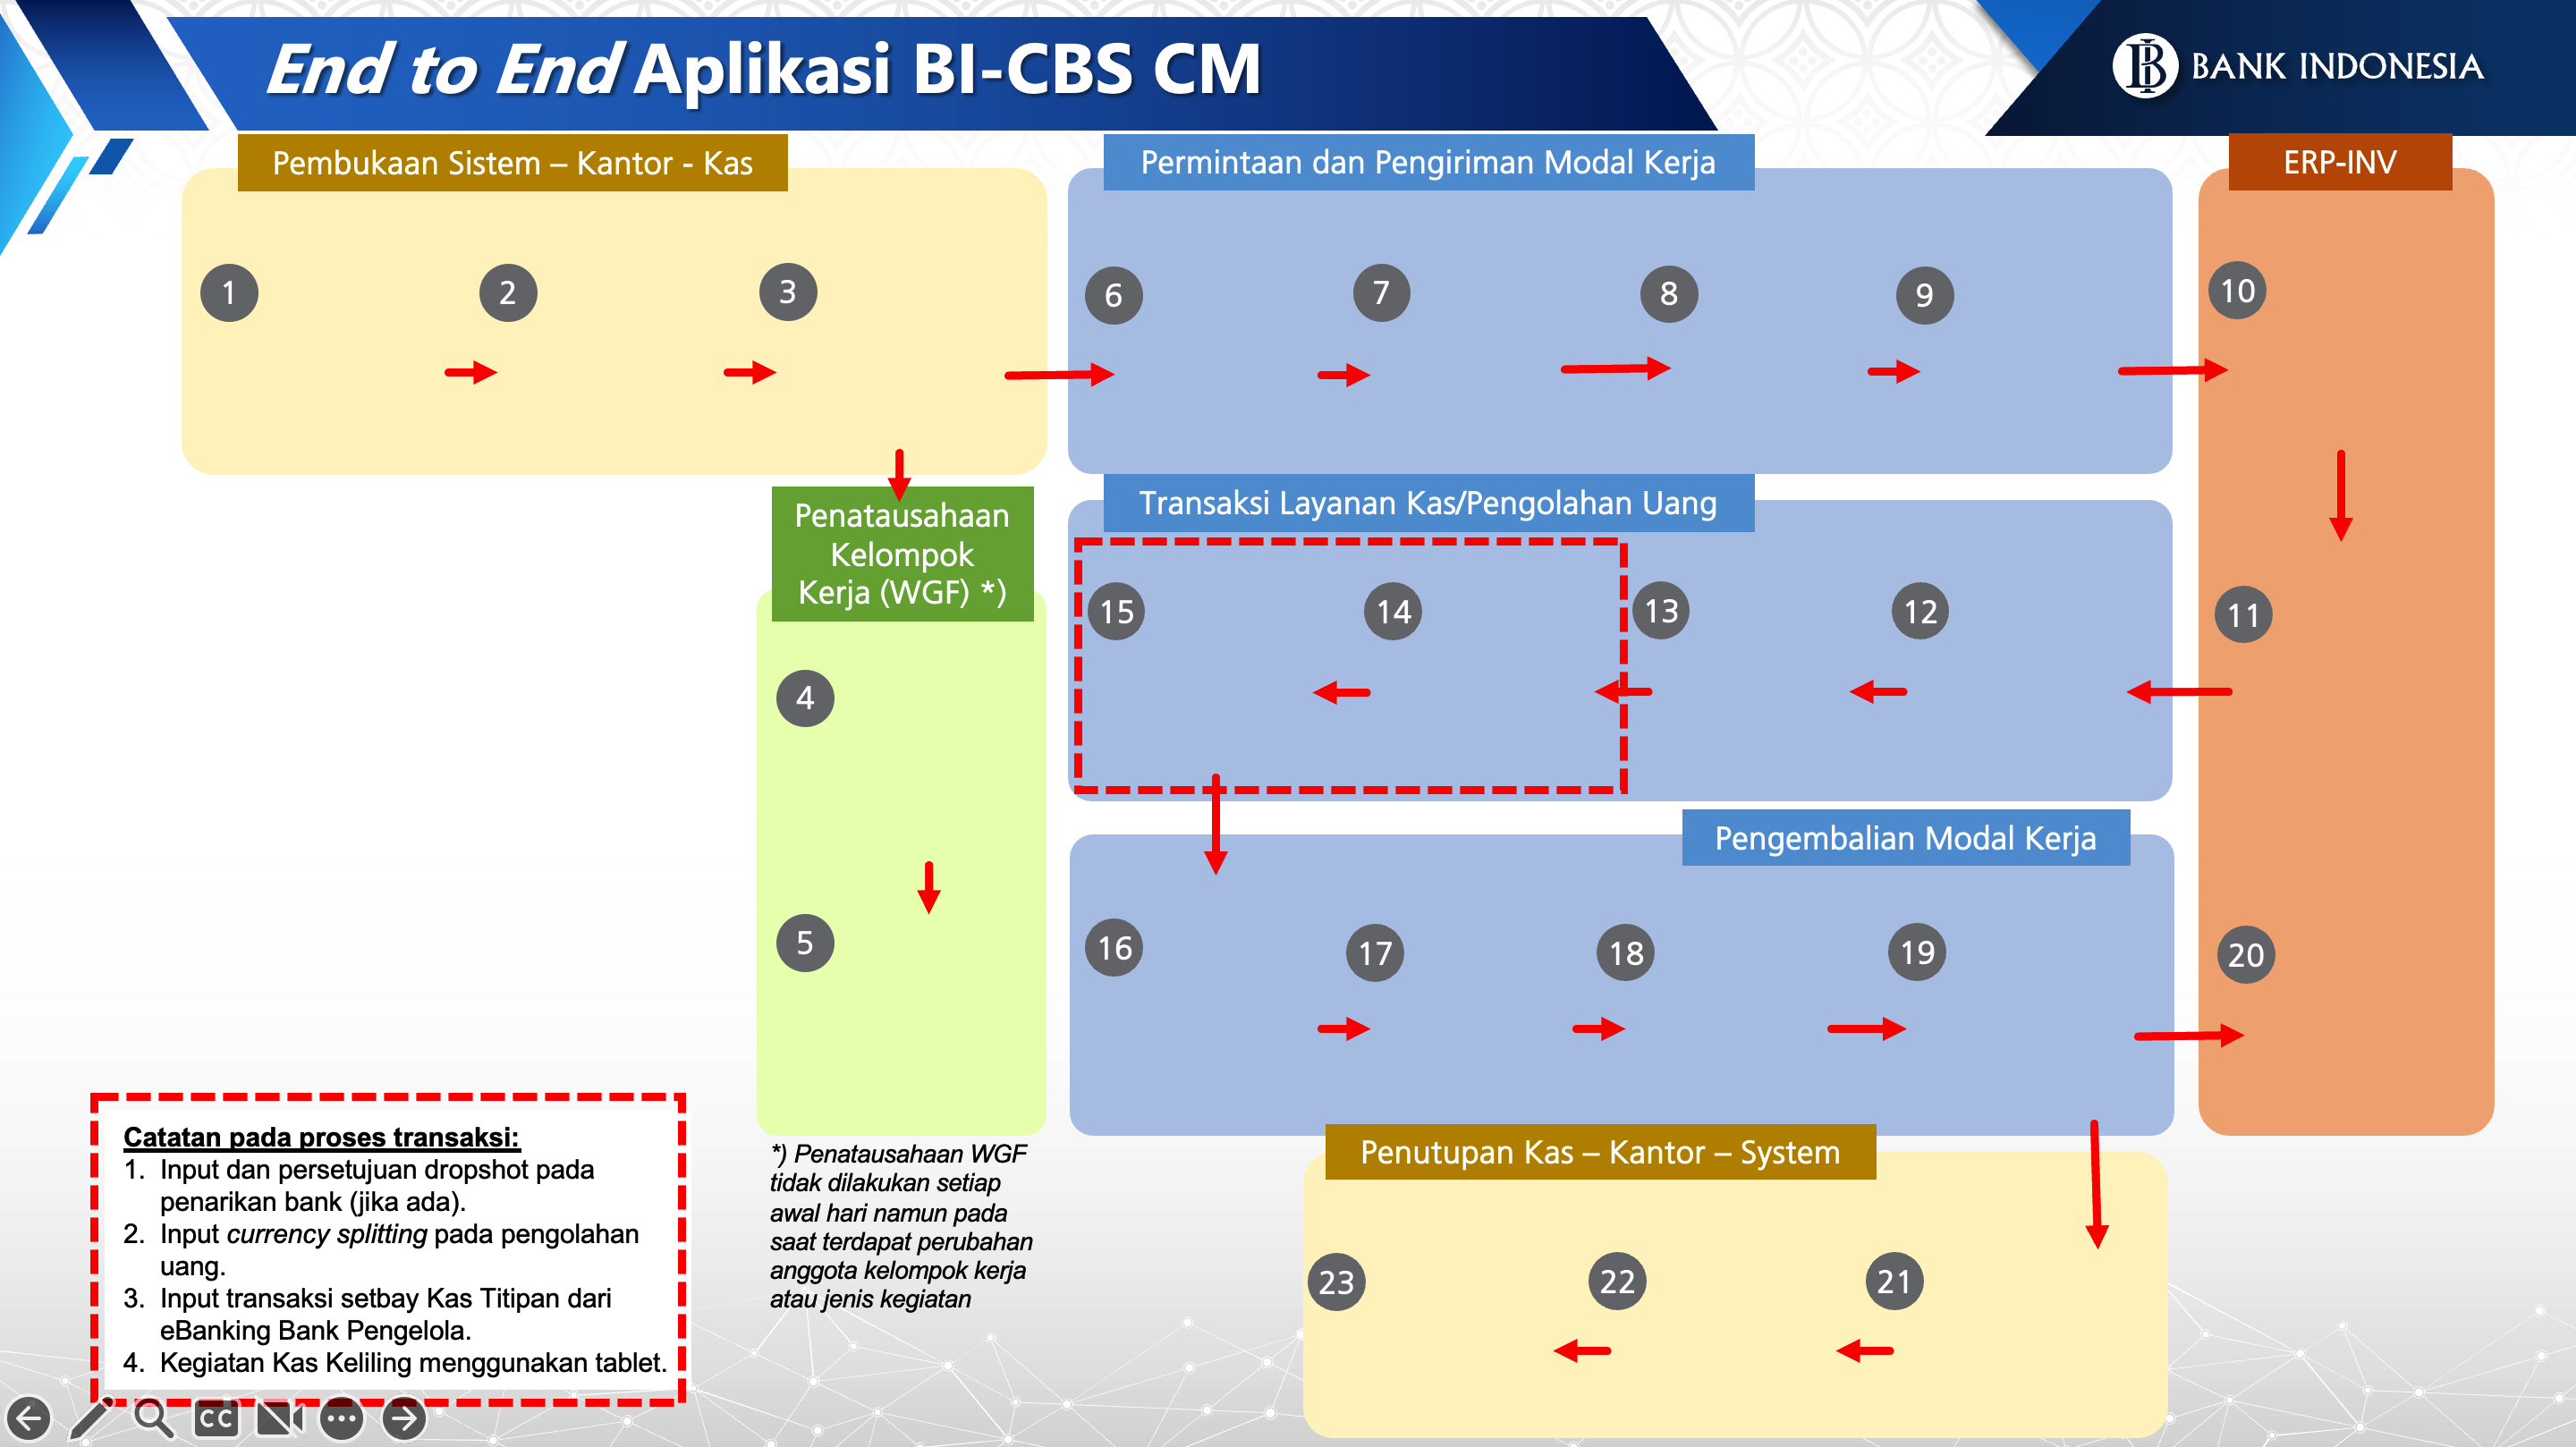 End to End Aplikasi BI-CBS CM
BANK INDONESIA
Pembukaan Sistem – Kantor - Kas
Permintaan dan Pengiriman Modal Kerja
ERP-INV
1
2
3
6
7
8
9
10
Penatausahaan
Kelompok
Kerja (WGF) *)
Transaksi Layanan Kas/Pengolahan Uang
15
14
13
12
11
4
5
Pengembalian Modal Kerja
16
17
18
19
20
Catatan pada proses transaksi:
1. Input dan persetujuan dropshot pada
penarikan bank (jika ada).
2. Input currency splitting pada pengolahan
uang.
3. Input transaksi setbay Kas Titipan dari
eBanking Bank Pengelola.
4. Kegiatan Kas Keliling menggunakan tablet.
*) Penatausahaan WGF
tidak dilakukan setiap
awal hari namun pada
saat terdapat perubahan
anggota kelompok kerja
atau jenis kegiatan
Penutupan Kas – Kantor – System
23
22
21
CC